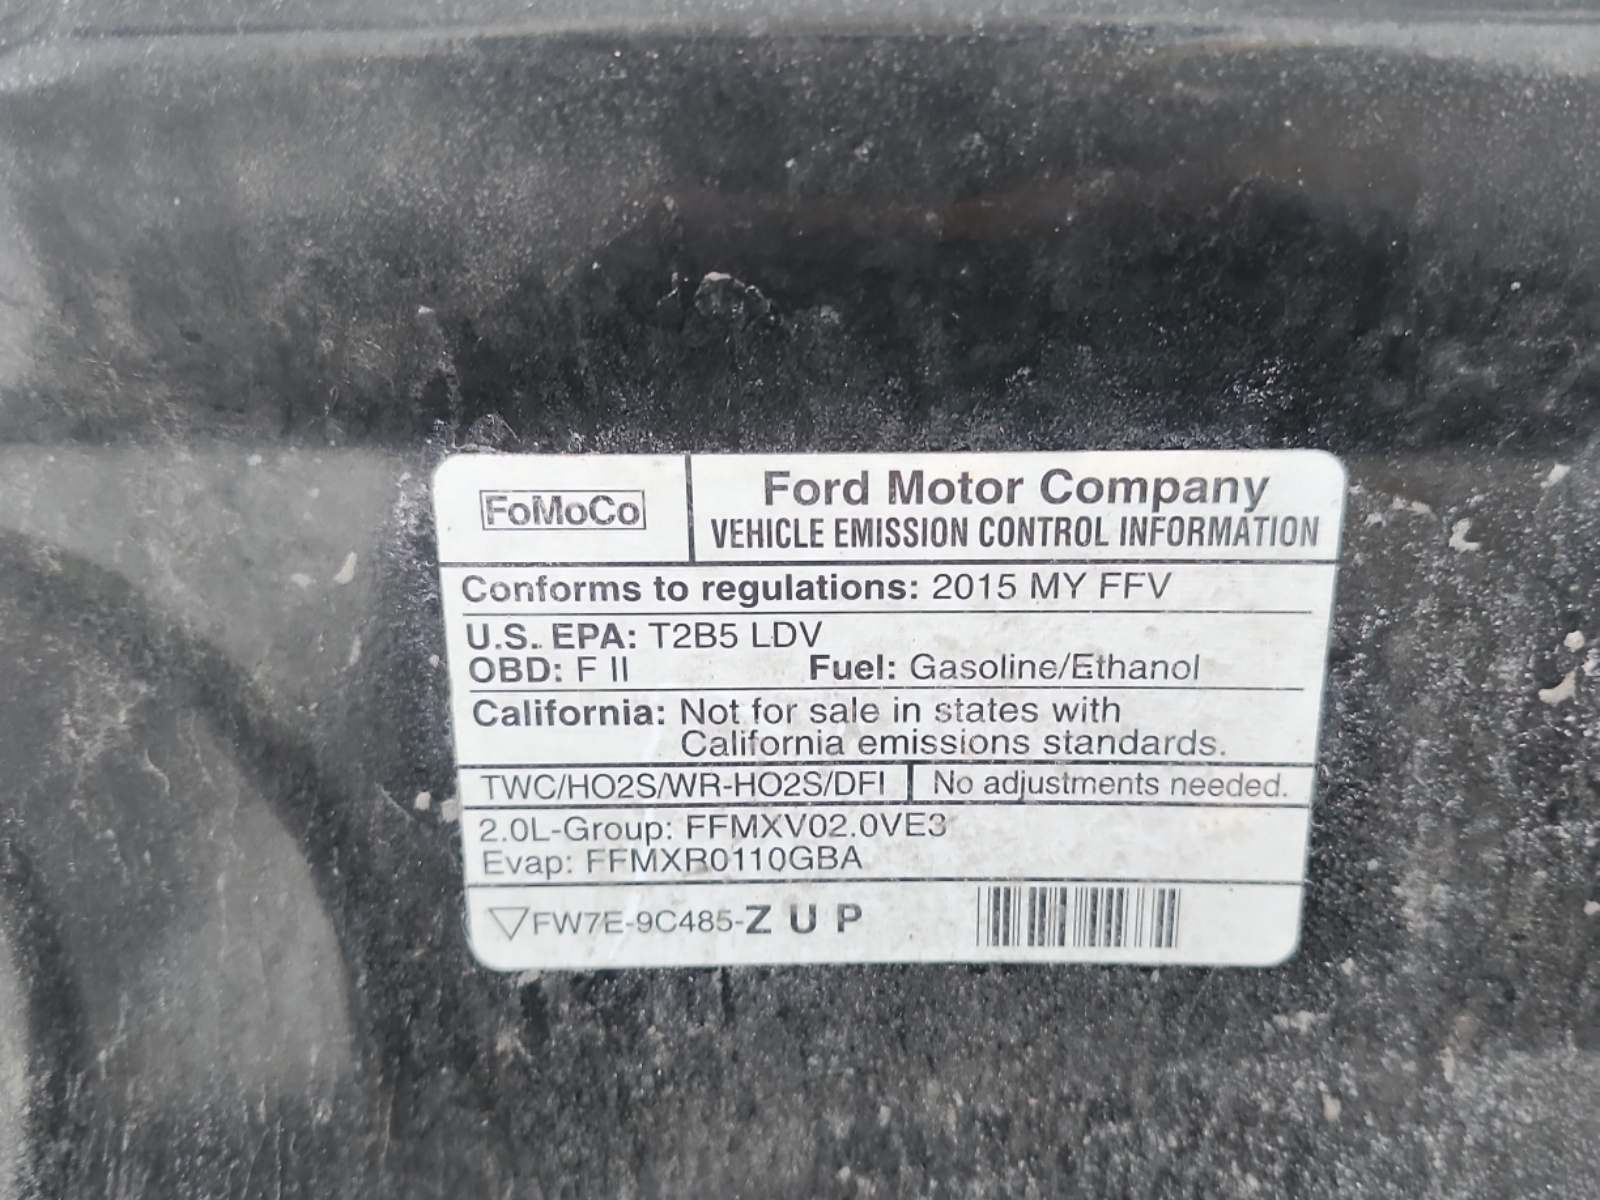 FoMoCo
Ford Motor Company
VEHICLE EMISSION CONTROL INFORMATION
Conforms to regulations: 2015 MY FFV
U.S. EPA: T2B5 LDV
OBD: F II Fuel: Gasoline/Ethanol
California: Not for sale in states with
California emissions standards.
TWC/HO2S/WR-HO2S/DFI No adjustments needed.
2.0L-Group: FFMXV02.0VE3
Evap: FFMXR0110GBA
▽FW7E-9C485-Z U P